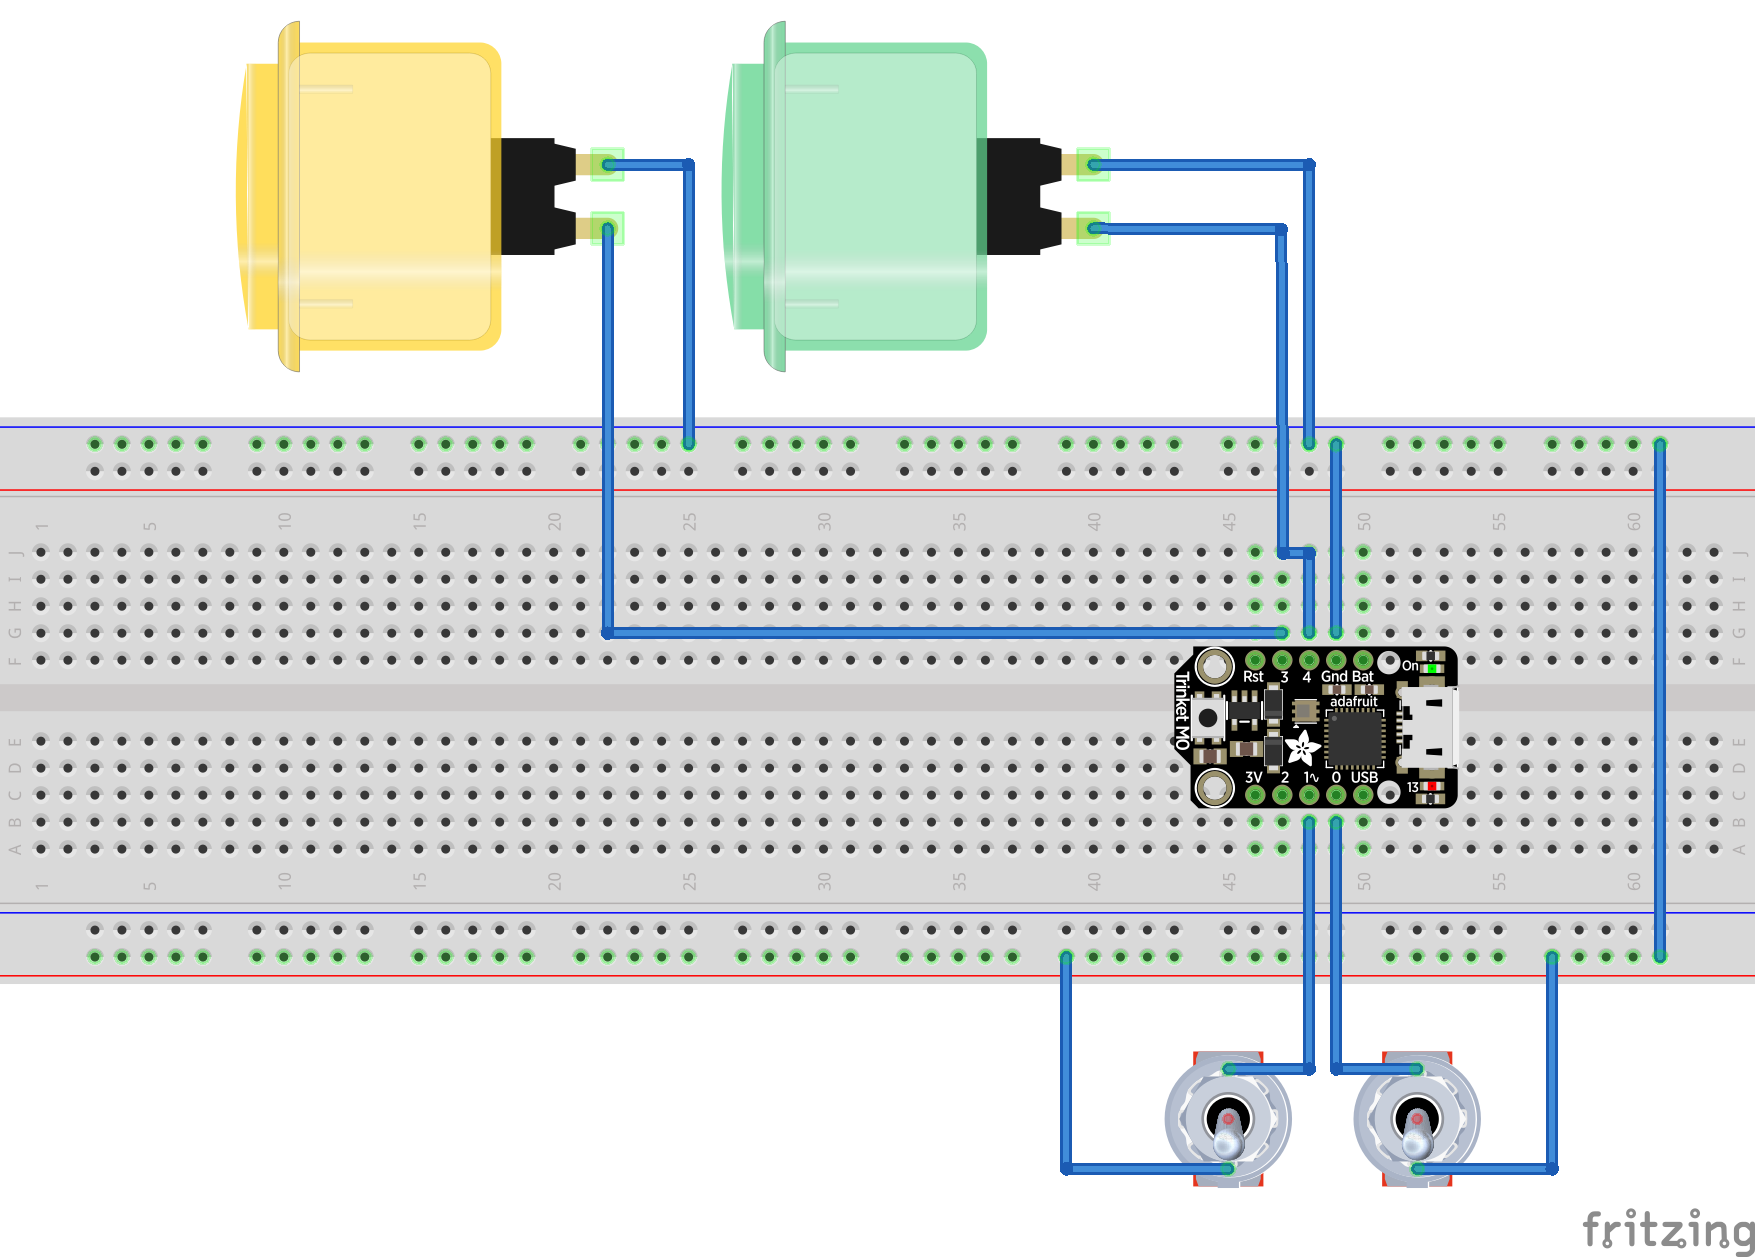 1 5 10 15 20 25 30 35 40 45 50 55 60
J J
I I
H H
G G
F F
Rst 3 4 Gnd Bat On
adafruit
Trinket M0
3V 2 1~ 0 USB 13
E E
D D
C C
B B
A A
1 5 10 15 20 25 30 35 40 45 50 55 60
fritzing